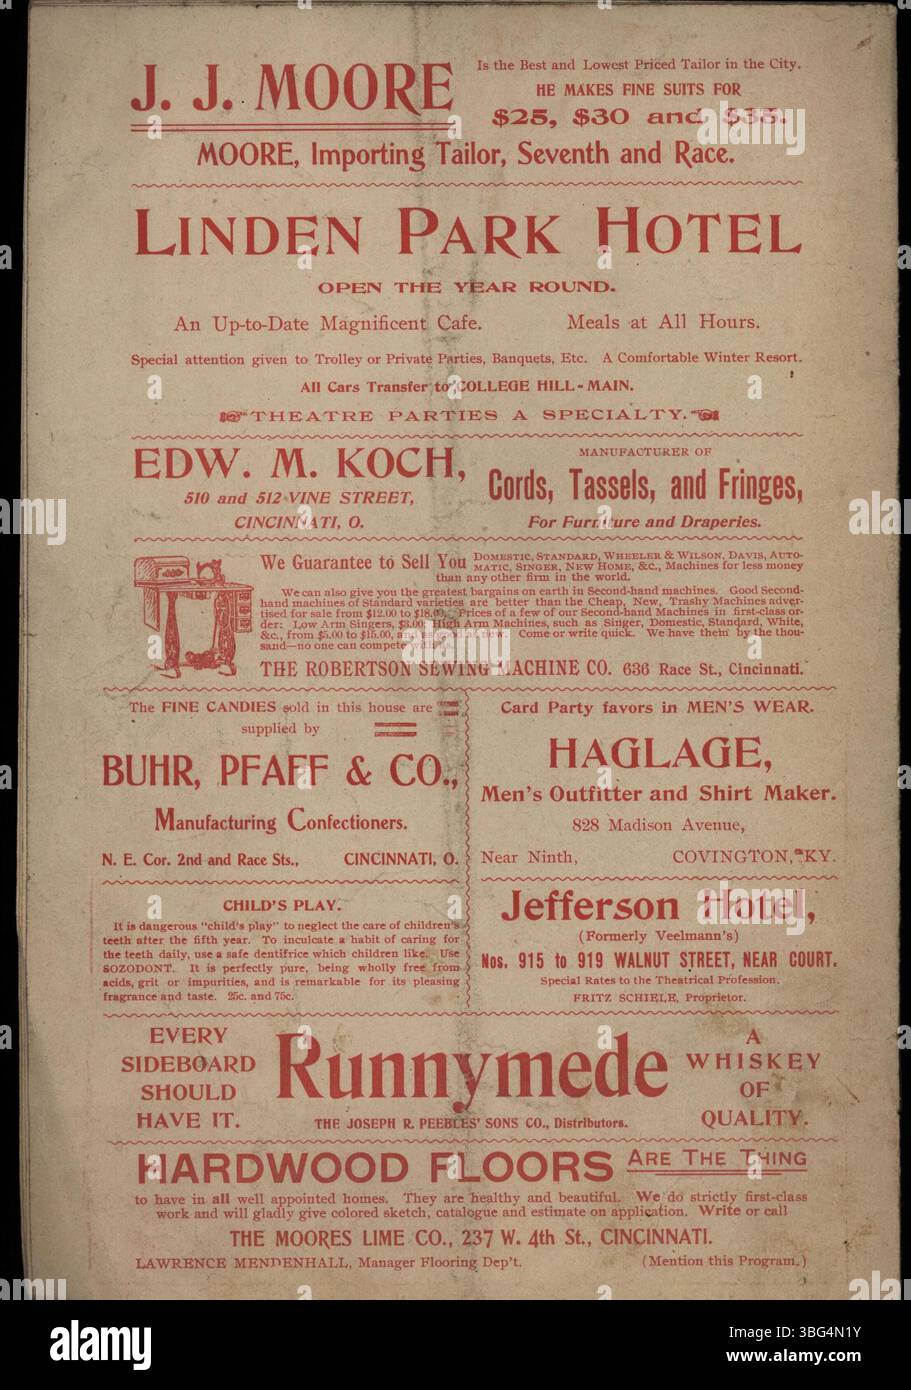 J. J. MOORE
Is the Best and Lowest Priced Tailor in the City.
HE MAKES FINE SUITS FOR
$25, $30 and $35.
MOORE, Importing Tailor, Seventh and Race.
LINDEN PARK HOTEL
OPEN THE YEAR ROUND.
An Up-to-Date Magnificent Cafe. Meals at All Hours.
Special attention given to Trolley or Private Parties, Banquets, Etc. A Comfortable Winter Resort.
All Cars Transfer to COLLEGE HILL-MAIN.
THEATRE PARTIES A SPECIALTY.
EDW. M. KOCH,
510 and 512 VINE STREET,
CINCINNATI, O.
MANUFACTURER OF
Cords, Tassels, and Fringes,
For Furniture and Draperies.
We Guarantee to Sell You DOMESTIC, STANDARD, WHEELER & WILSON, DAVIS, AUTO-
MATIC, SINGER, NEW HOME, &C., Machines for less money
than any other firm in the world.
We can also give you the greatest bargains on earth in Second-hand machines. Good Second-
hand machines of Standard varieties are better than the Cheap, New, Trashy Machines adver-
tised for sale from $12.00 to $18.00. Prices of a few of our Second-hand Machines in first-class or-
der: Low Arm Singers, $3.00; High Arm Machines, such as Singer, Domestic, Standard, White,
&c., from $5.00 to $15.00, and as good as new. Come or write quick. We have them by the thou-
sand—no one can compete with us.
THE ROBERTSON SEWING MACHINE CO. 636 Race St., Cincinnati.
The FINE CANDIES sold in this house are
supplied by
BUHR, PFAFF & CO.,
Manufacturing Confectioners.
N. E. Cor. 2nd and Race Sts., CINCINNATI, O.
Card Party favors in MEN'S WEAR.
HAGLAGE,
Men's Outfitter and Shirt Maker.
828 Madison Avenue,
Near Ninth, COVINGTON, KY.
CHILD'S PLAY.
It is dangerous "child's play" to neglect the care of children's
teeth after the fifth year. To inculcate a habit of caring for
the teeth daily, use a safe dentifrice which children like. Use
SOZODONT. It is perfectly pure, being wholly free from
acids, grit or impurities, and is remarkable for its pleasing
fragrance and taste. 25c. and 75c.
Jefferson Hotel,
(Formerly Veelmann's)
Nos. 915 to 919 WALNUT STREET, NEAR COURT.
Special Rates to the Theatrical Profession.
FRITZ SCHIELE, Proprietor.
EVERY
SIDEBOARD
SHOULD
HAVE IT.
Runnymede
THE JOSEPH R. PEEBLES' SONS CO., Distributors.
A
WHISKEY
OF
QUALITY.
HARDWOOD FLOORS ARE THE THING
to have in all well appointed homes. They are healthy and beautiful. We do strictly first-class
work and will gladly give colored sketch, catalogue and estimate on application. Write or call
THE MOORES LIME CO., 237 W. 4th St., CINCINNATI.
LAWRENCE MENDENHALL, Manager Flooring Dep't. (Mention this Program.)
alamy
Image ID: 3BG4N1Y
www.alamy.com